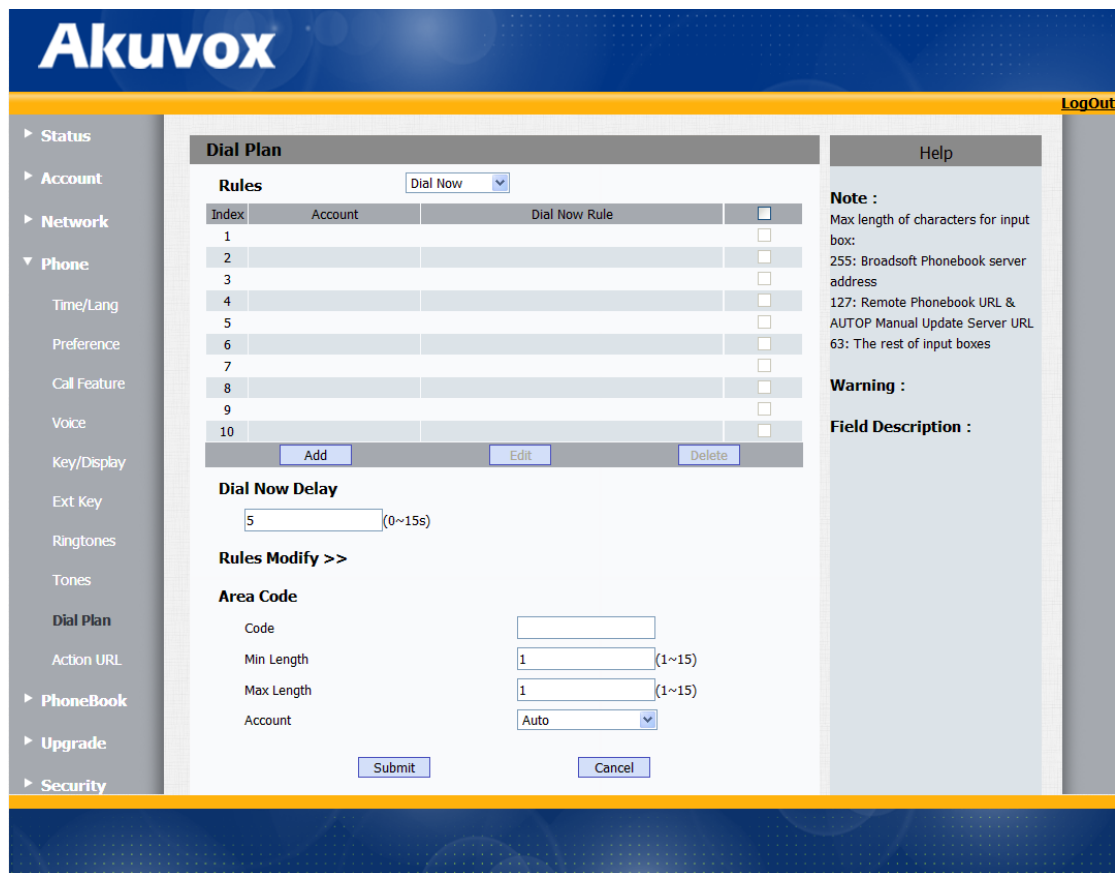 Akuvox
LogOut
Status
Account
Network
Phone
Time/Lang
Preference
Call Feature
Voice
Key/Display
Ext Key
Ringtones
Tones
Dial Plan
Action URL
PhoneBook
Upgrade
Security
Dial Plan
Rules Dial Now
Index Account Dial Now Rule
1
2
3
4
5
6
7
8
9
10
Add Edit Delete
Dial Now Delay
5 (0~15s)
Rules Modify >>
Area Code
Code
Min Length 1 (1~15)
Max Length 1 (1~15)
Account Auto
Submit Cancel
Help
Note :
Max length of characters for input
box:
255: Broadsoft Phonebook server
address
127: Remote Phonebook URL &
AUTOP Manual Update Server URL
63: The rest of input boxes
Warning :
Field Description :